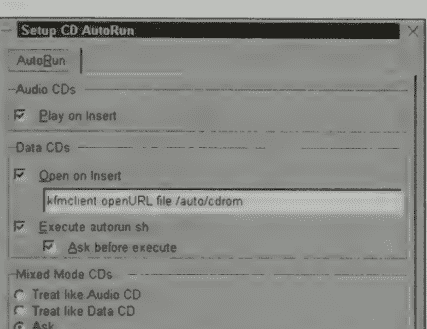 Setup CD AutoRun
AutoRun
Audio CDs
Play on Insert
Data CDs
Open on Insert
kfmclient openURL file /auto/cdrom
Execute autorun sh
Ask before execute
Mixed Mode CDs
Treat like Audio CD
Treat like Data CD
Ask